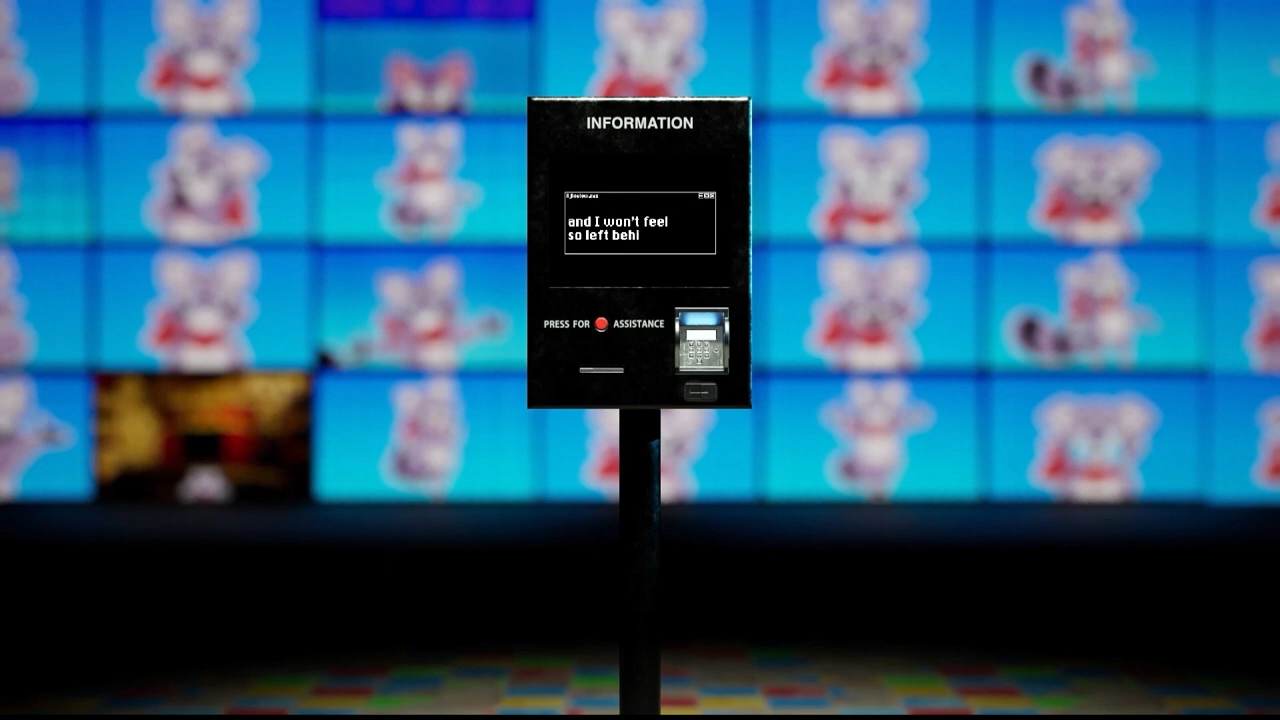 INFORMATION
and I won't feel
so left behi
PRESS FOR ASSISTANCE